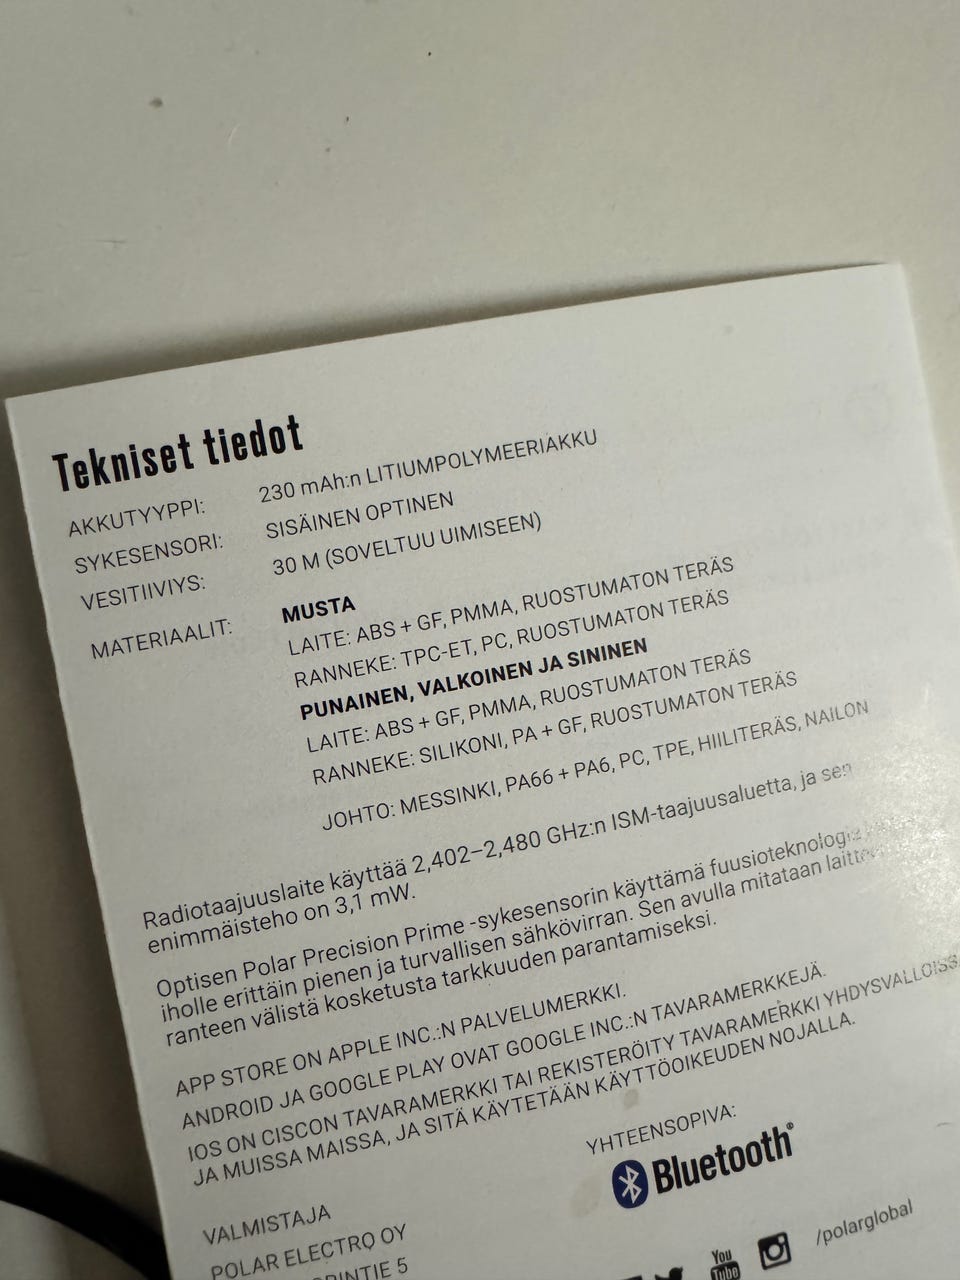 Tekniset tiedot
AKKUTYYPPI: 230 mAh:n LITIUMPOLYMEERIAKKU
SYKESENSORI: SISÄINEN OPTINEN
VESITIIVIYS: 30 M (SOVELTUU UIMISEEN)
MATERIAALIT: MUSTA
LAITE: ABS + GF, PMMA, RUOSTUMATON TERÄS
RANNEKE: TPC-ET, PC, RUOSTUMATON TERÄS
PUNAINEN, VALKOINEN JA SININEN
LAITE: ABS + GF, PMMA, RUOSTUMATON TERÄS
RANNEKE: SILIKONI, PA + GF, RUOSTUMATON TERÄS
JOHTO: MESSINKI, PA66 + PA6, PC, TPE, HIILITERÄS, NAILON
Radiotaajuuslaite käyttää 2,402–2,480 GHz:n ISM-taajuusaluetta, ja sen
enimmäisteho on 3,1 mW.
Optisen Polar Precision Prime -sykesensorin käyttämä
iholle erittäin pienen ja turvallisen sähkövirran. Sen avulla mitataan
ranteen välistä kosketusta tarkkuuden parantamiseksi.
APP STORE ON APPLE INC.:N PALVELUMERKKI.
ANDROID JA GOOGLE PLAY OVAT GOOGLE INC.:N TAVARAMERKKEJÄ.
IOS ON CISCON TAVARAMERKKI TAI REKISTERÖITY TAVARAMERKKI
JA MUISSA MAISSA, JA SITÄ KÄYTETÄÄN KÄYTTÖOIKEUDEN NOJALLA.
YHTEENSOPIVA:
Bluetooth®
VALMISTAJA
POLAR ELECTRO OY
5
You
Tube
/polarglobal